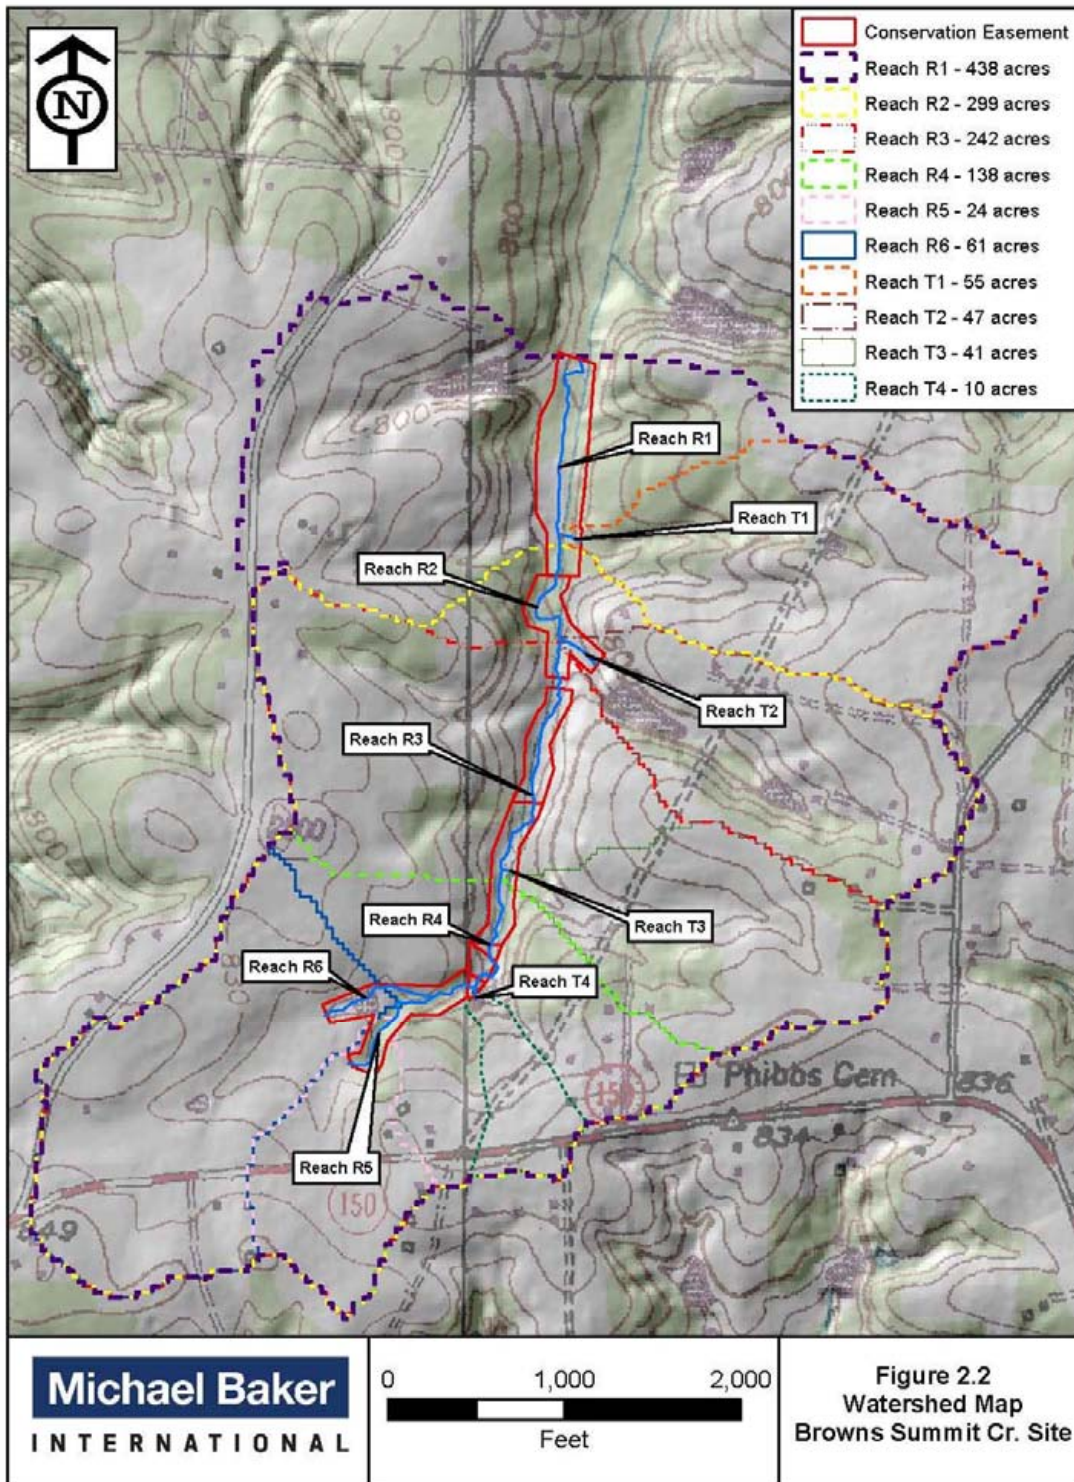 N
Conservation Easement
Reach R1 - 438 acres
Reach R2 - 299 acres
Reach R3 - 242 acres
Reach R4 - 138 acres
Reach R5 - 24 acres
Reach R6 - 61 acres
Reach T1 - 55 acres
Reach T2 - 47 acres
Reach T3 - 41 acres
Reach T4 - 10 acres
800
800
800
Reach R1
Reach T1
Reach R2
Reach T2
Reach R3
Reach R4
Reach T3
Reach R6
Reach T4
Phibbs Cem
836
150
834
Reach R5
150
849
Michael Baker
INTERNATIONAL
0 1,000 2,000
Feet
Figure 2.2
Watershed Map
Browns Summit Cr. Site